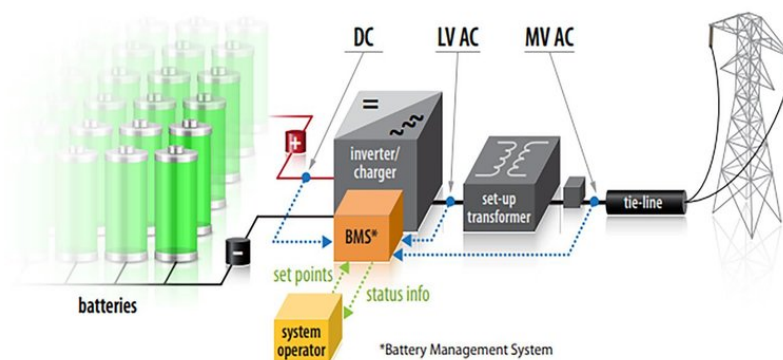 DC
LV AC
MV AC
+
=
inverter/
charger
set-up
transformer
tie-line
BMS*
-
set points
status info
batteries
system
operator
*Battery Management System